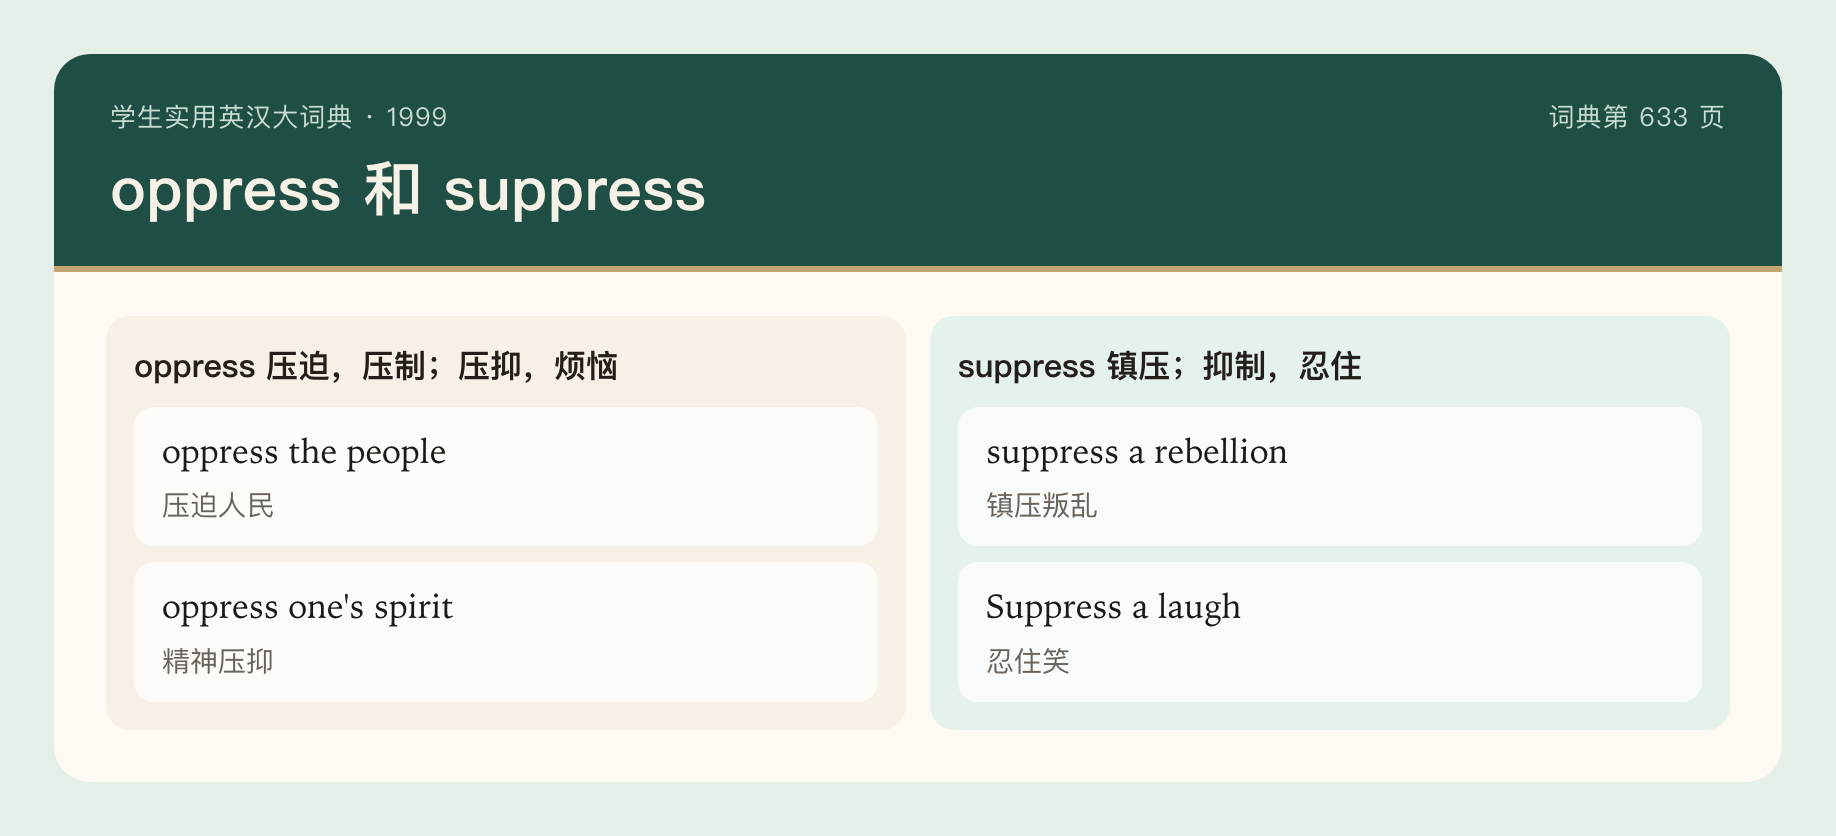 学生实用英汉大词典 · 1999
词典第 633 页
oppress 和 suppress
oppress 压迫，压制；压抑，烦恼
oppress the people
压迫人民
oppress one's spirit
精神压抑
suppress 镇压；抑制，忍住
suppress a rebellion
镇压叛乱
Suppress a laugh
忍住笑